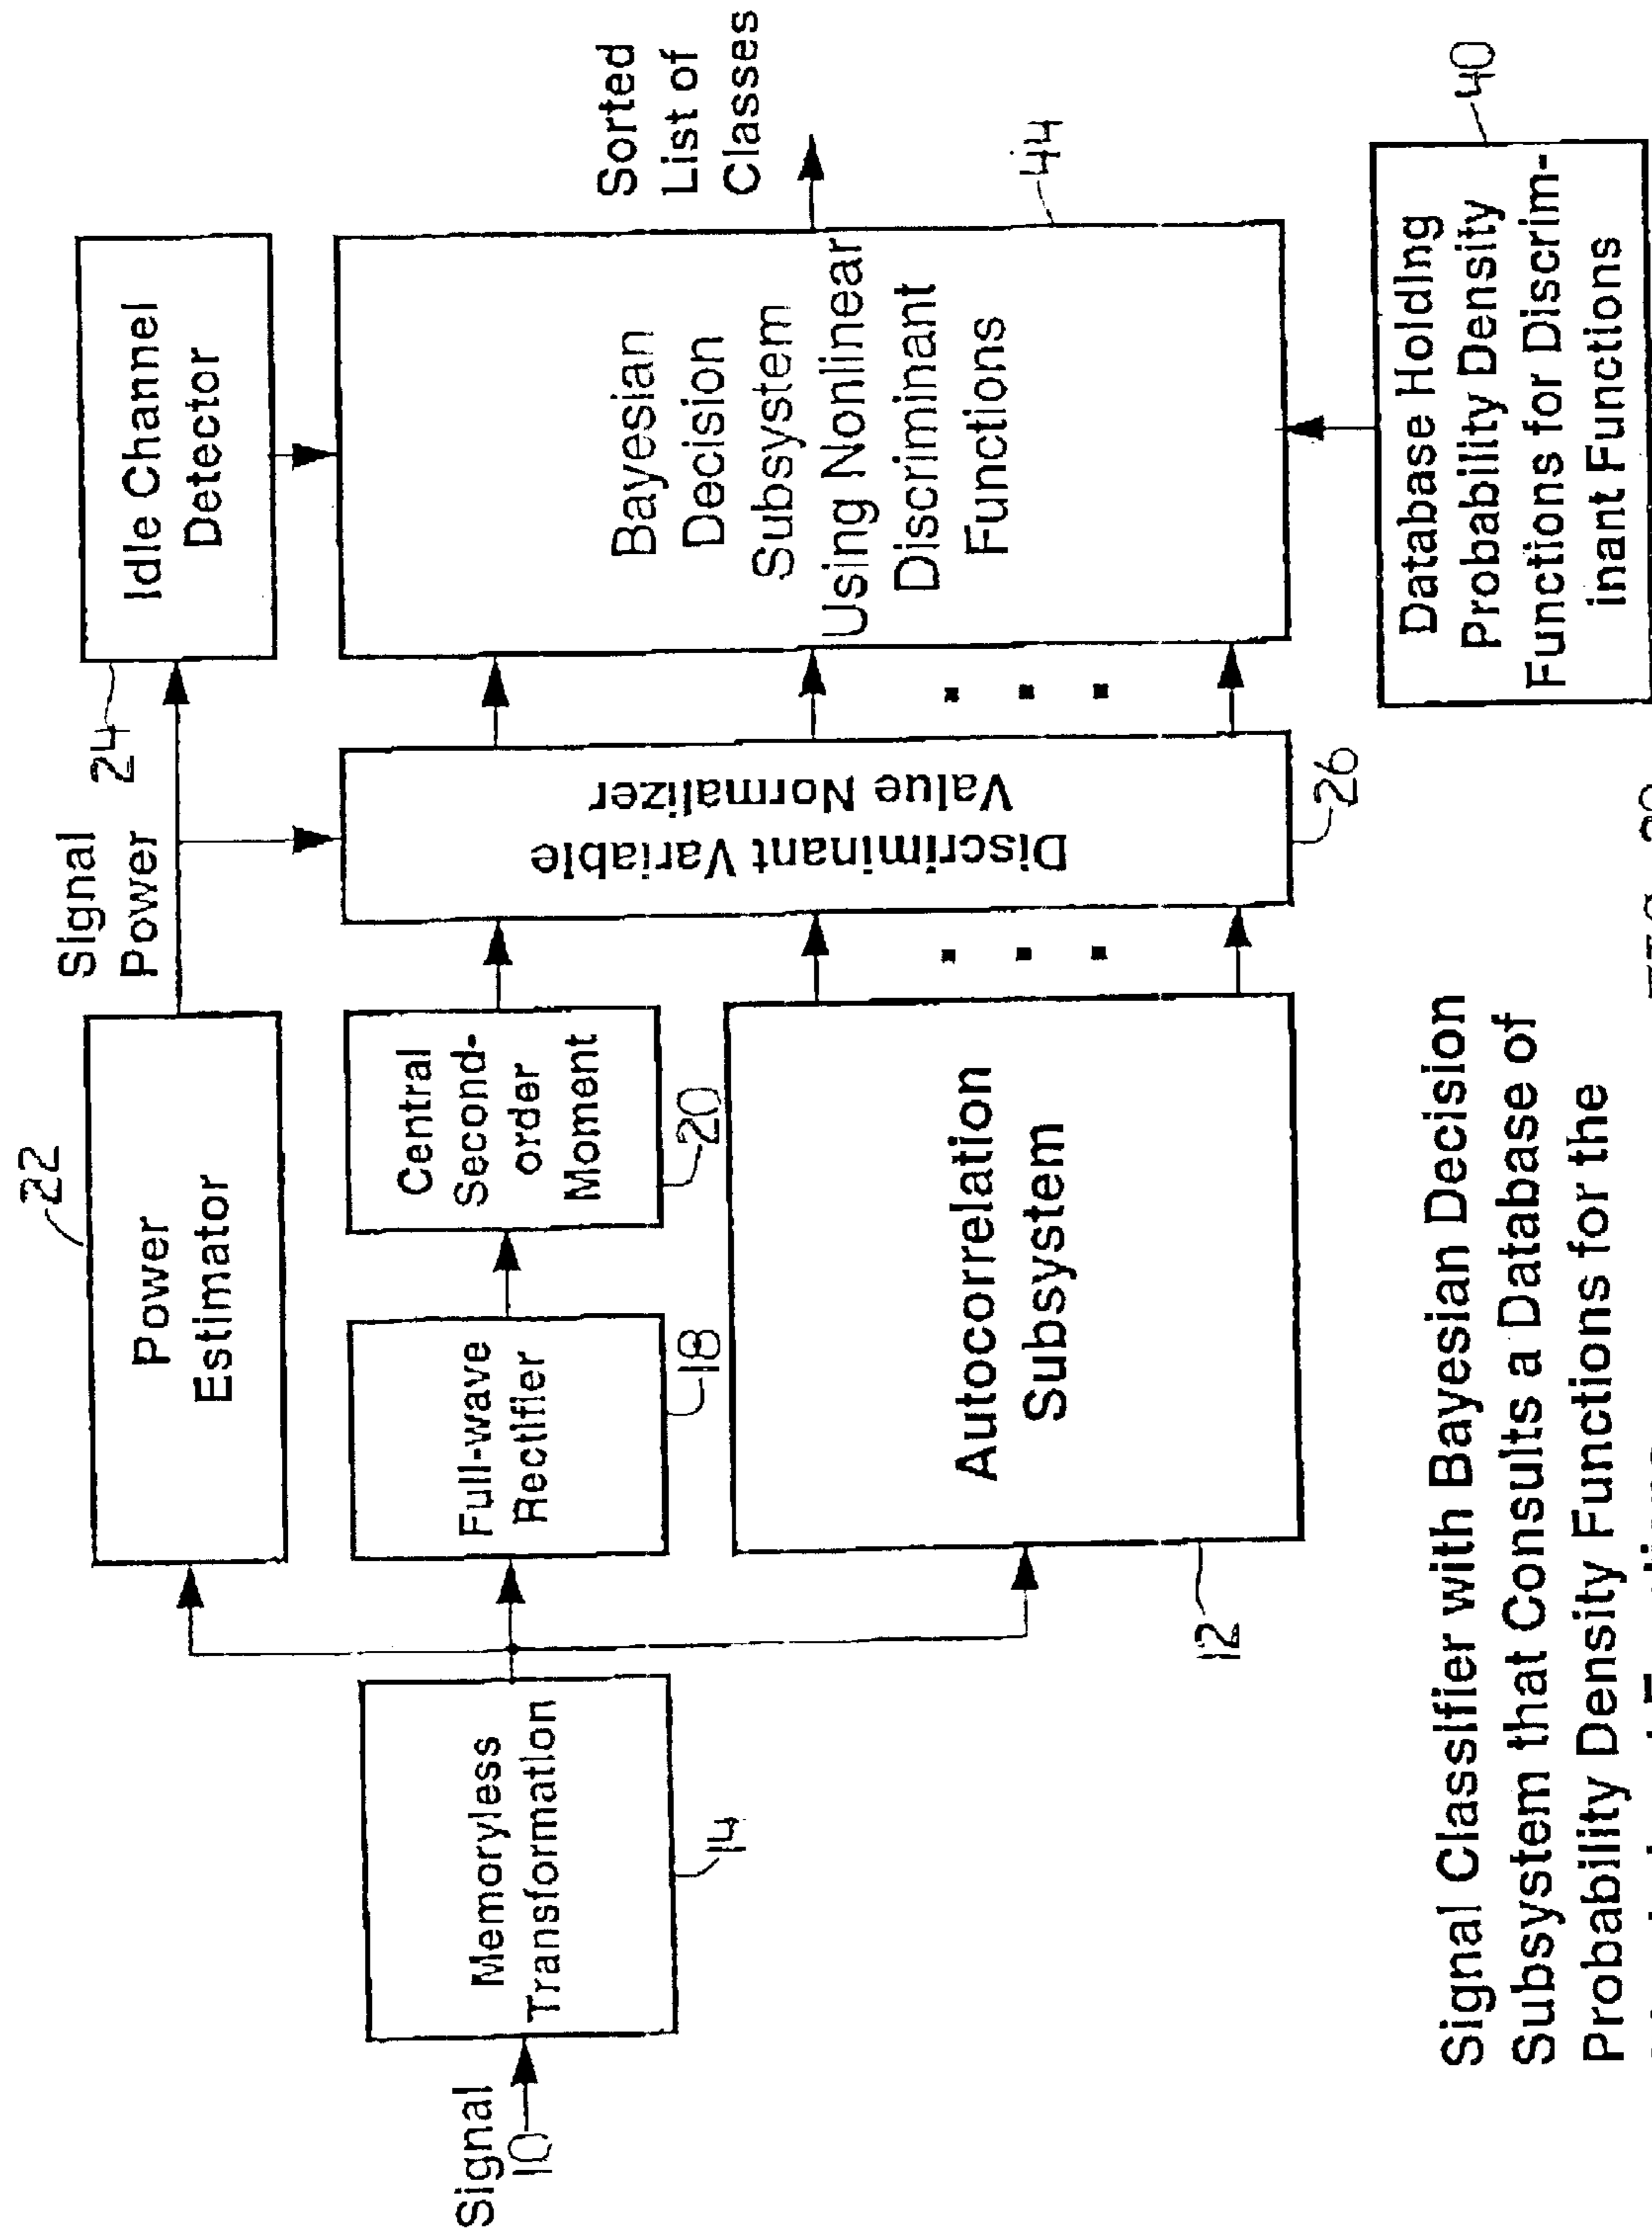 Signal
10
Memoryless
Transformation
14
22
Power
Estimator
Full-wave
Rectifier
18
Central
Second-
order
Moment
20
Autocorrelation
Subsystem
12
Signal
Power
24
Idle Channel
Detector
Discriminant Variable
Value Normalizer
26
Bayesian
Decision
Subsystem
Using Nonlinear
Discriminant
Functions
44
Sorted
List of
Classes
Database Holding
Probability Density
Functions for Discrim-
inant Functions
40
Signal Classifier with Bayesian Decision
Subsystem that Consults a Database of
Probability Density Functions for the